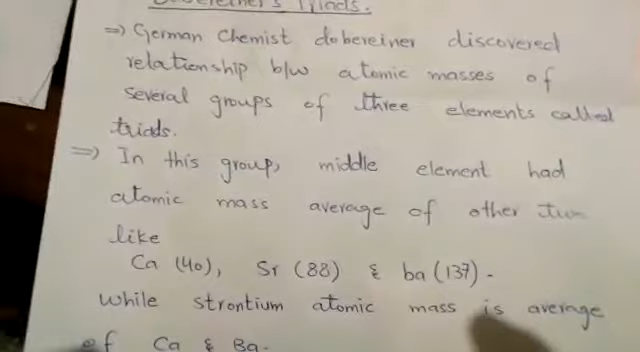 Dobereiner's Triads.
⇒ German Chemist dobereiner discovered
relationship b/w atomic masses of
several groups of three elements called
triads.
⇒ In this group, middle element had
atomic mass average of other two
like
Ca (40), Sr (88) & ba (137).
while strontium atomic mass is average
of Ca & Ba.